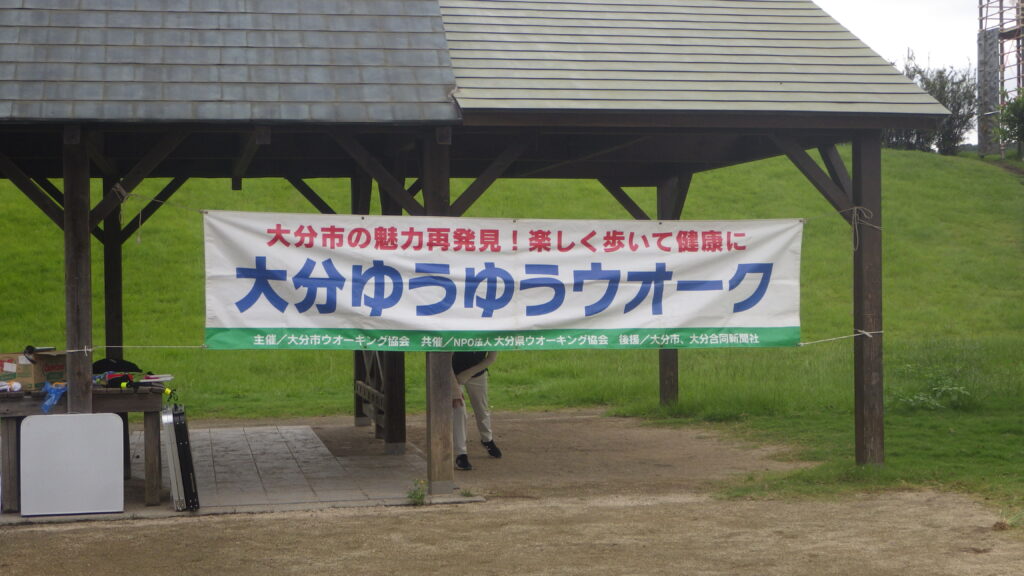 大分市の魅力再発見！楽しく歩いて健康に
大分ゆうゆうウオーク
主催／大分市ウオーキング協会 共催／NPO法人大分県ウオーキング協会 後援／大分市、大分合同新聞社